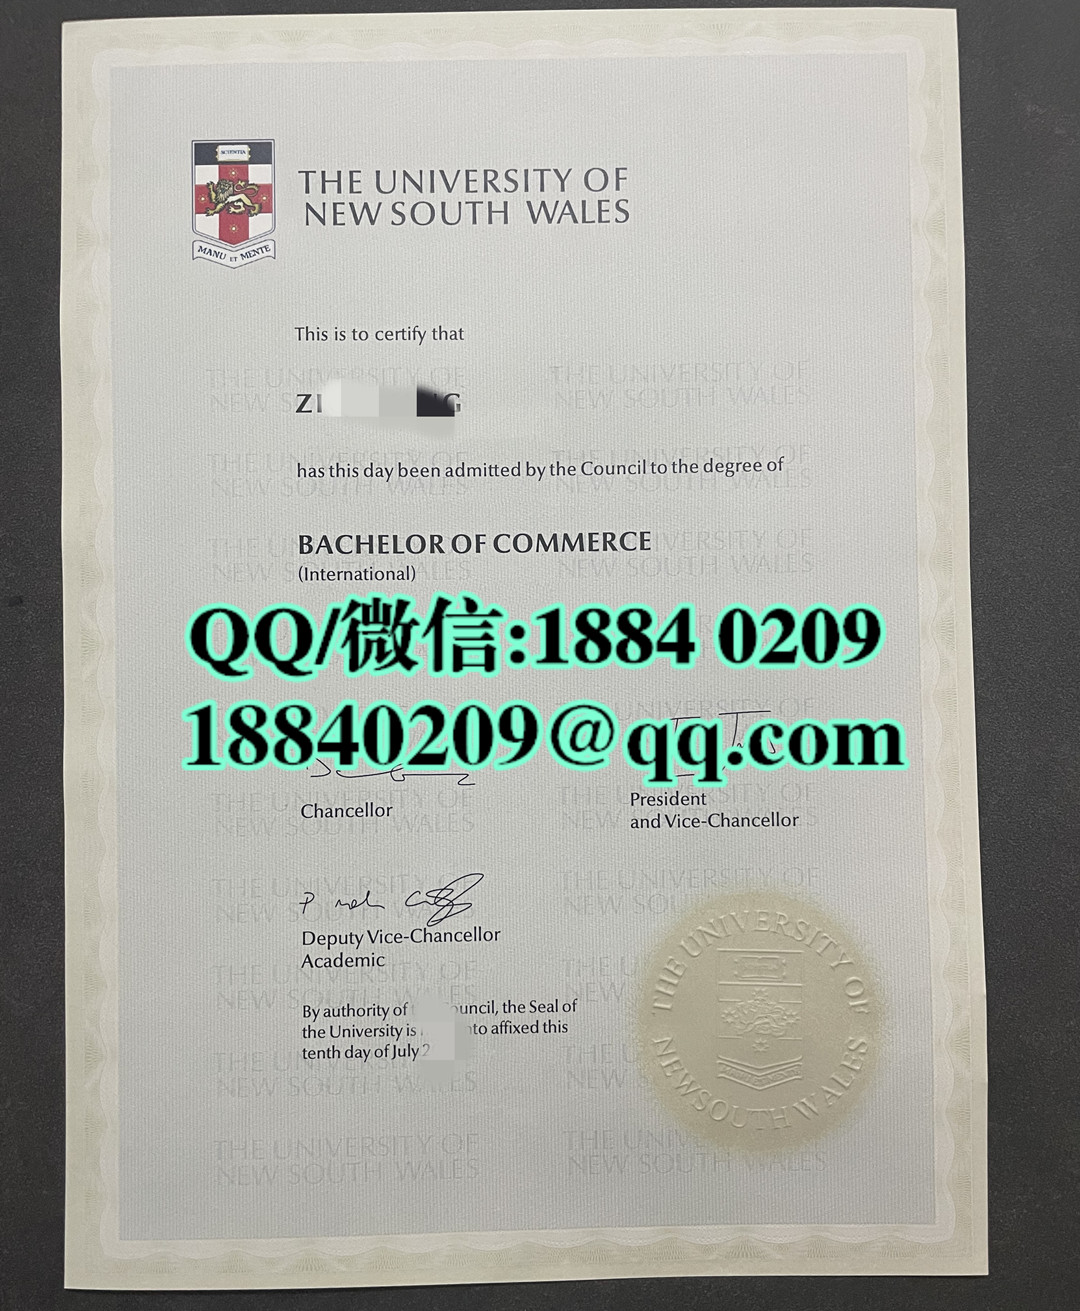 SCIENTIA
MANU ET MENTE
THE UNIVERSITY OF
NEW SOUTH WALES
This is to certify that
has this day been admitted by the Council to the degree of
BACHELOR OF COMMERCE
(International)
QQ/微信:1884 0209
18840209@qq.com
Chancellor
President
and Vice-Chancellor
Deputy Vice-Chancellor
Academic
By authority of the Seal of
the University is affixed this
tenth day of July
THE UNIVERSITY OF
NEW SOUTH WALES